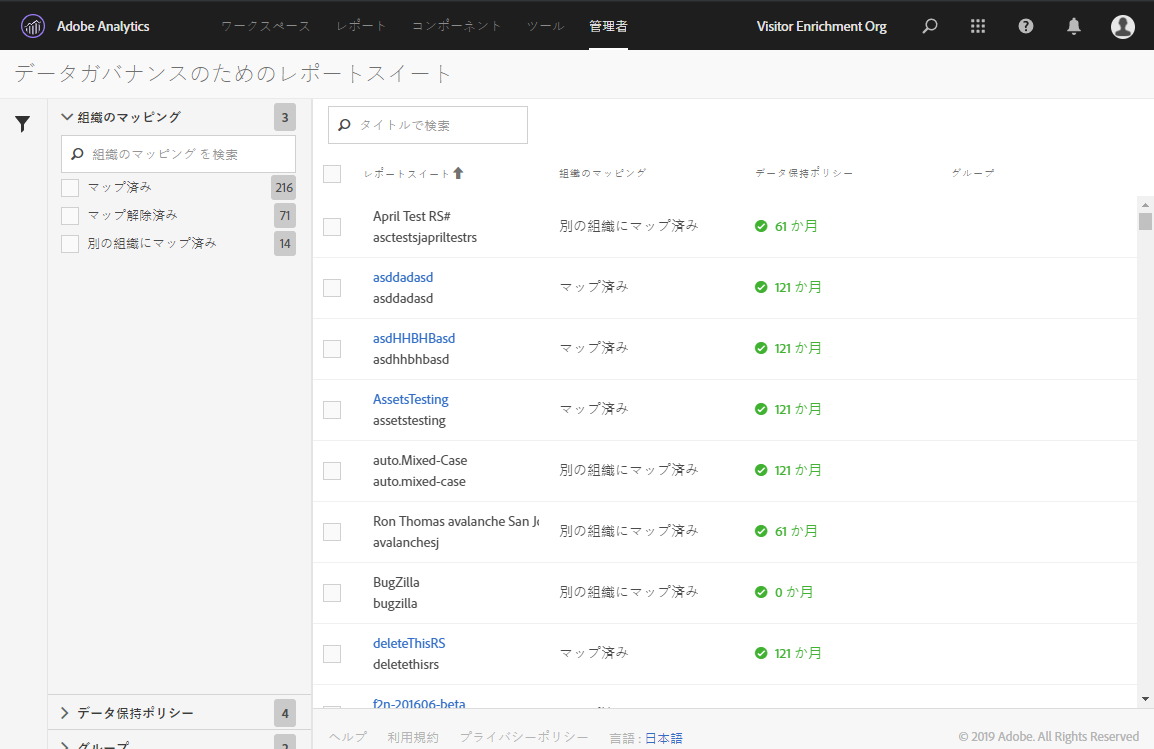 Adobe Analytics ワークスペース レポート コンポーネント ツール 管理者 Visitor Enrichment Org
データガバナンスのためのレポートスイート
組織のマッピング 3
組織のマッピング を検索
マップ済み 216
マップ解除済み 71
別の組織にマップ済み 14
データ保持ポリシー 4
グループ 2
タイトルで検索
レポートスイート 組織のマッピング データ保持ポリシー グループ
April Test RS#
asctestsjapriltestrs
別の組織にマップ済み 61 か月
asddadasd
asddadasd
マップ済み 121 か月
asdHHBHBasd
asdhhbhbasd
マップ済み 121 か月
AssetsTesting
assetstesting
マップ済み 121 か月
auto.Mixed-Case
auto.mixed-case
別の組織にマップ済み 121 か月
Ron Thomas avalanche San Jo
avalanchesj
別の組織にマップ済み 61 か月
BugZilla
bugzilla
別の組織にマップ済み 0 か月
deleteThisRS
deletethisrs
マップ済み 121 か月
f2n-201606-beta
ヘルプ 利用規約 プライバシーポリシー 言語 : 日本語 © 2019 Adobe. All Rights Reserved